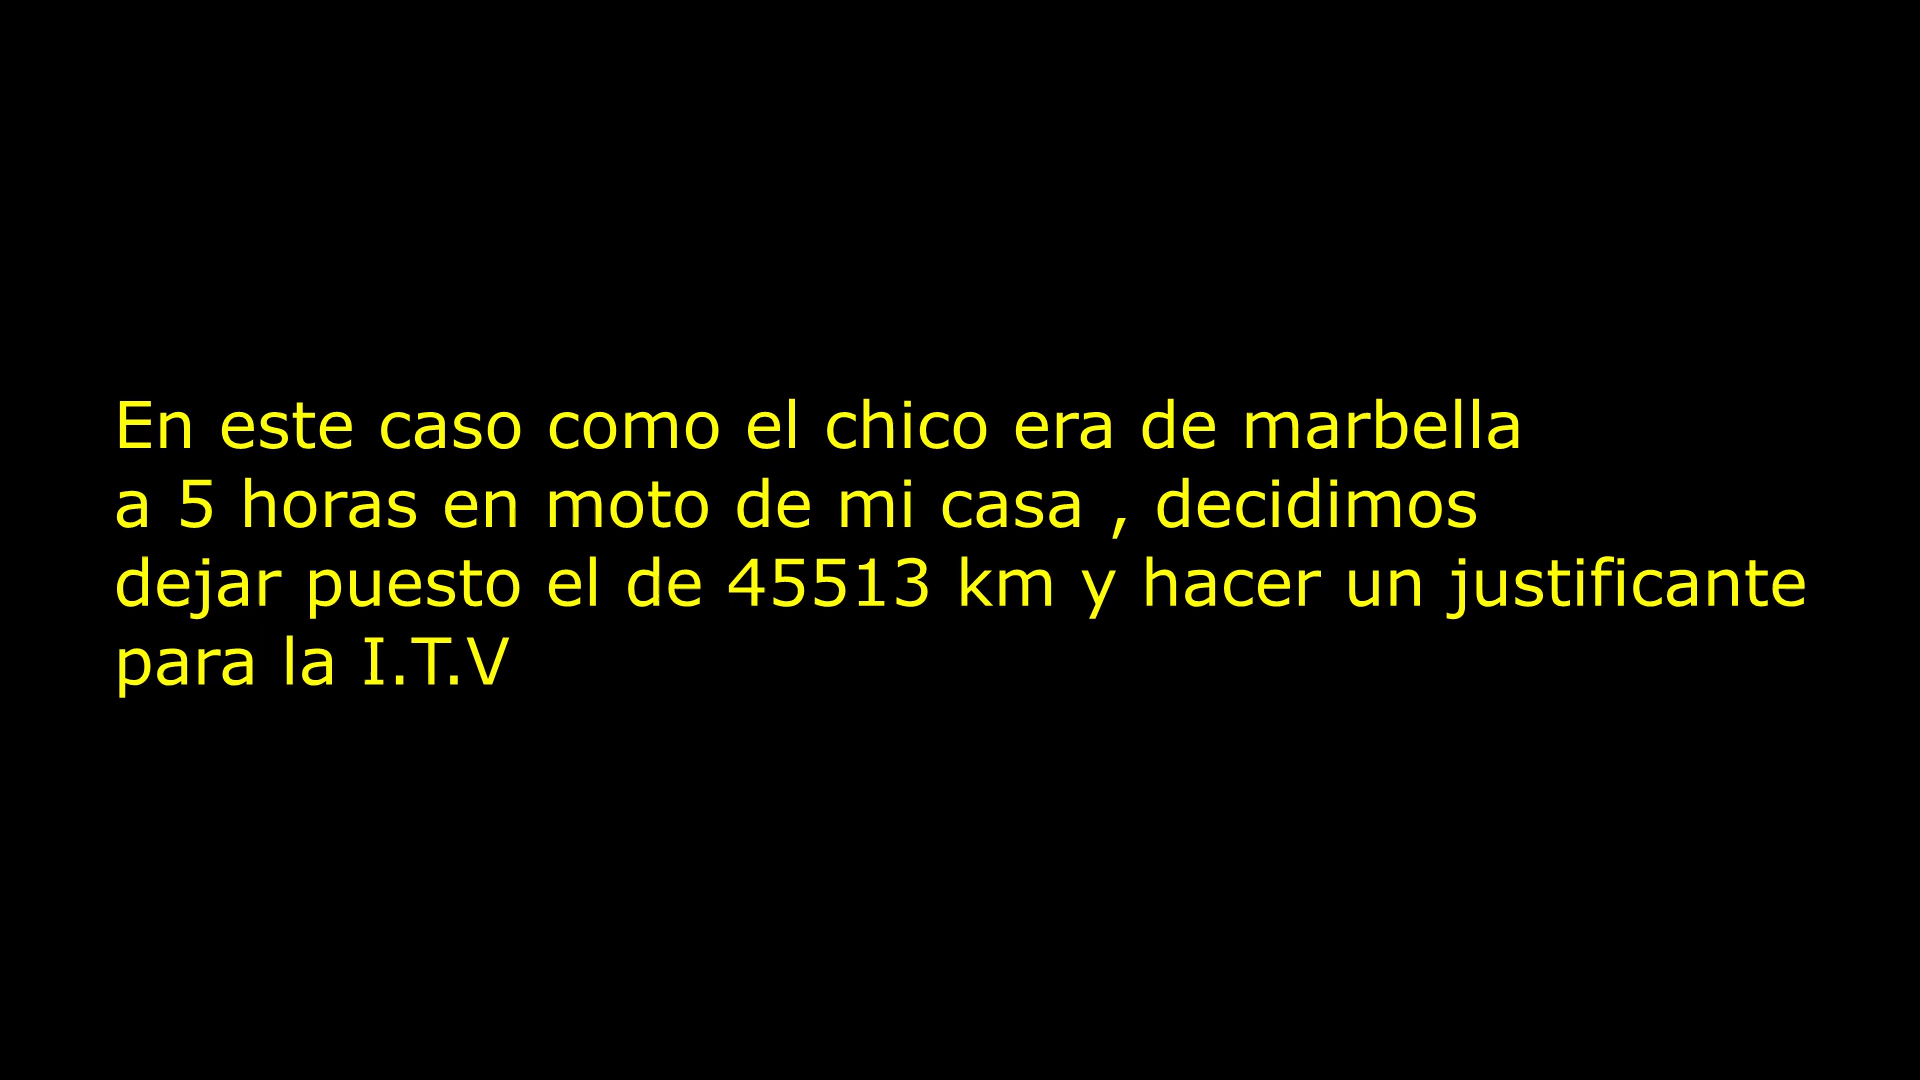 En este caso como el chico era de marbella
a 5 horas en moto de mi casa , decidimos
dejar puesto el de 45513 km y hacer un justificante
para la I.T.V